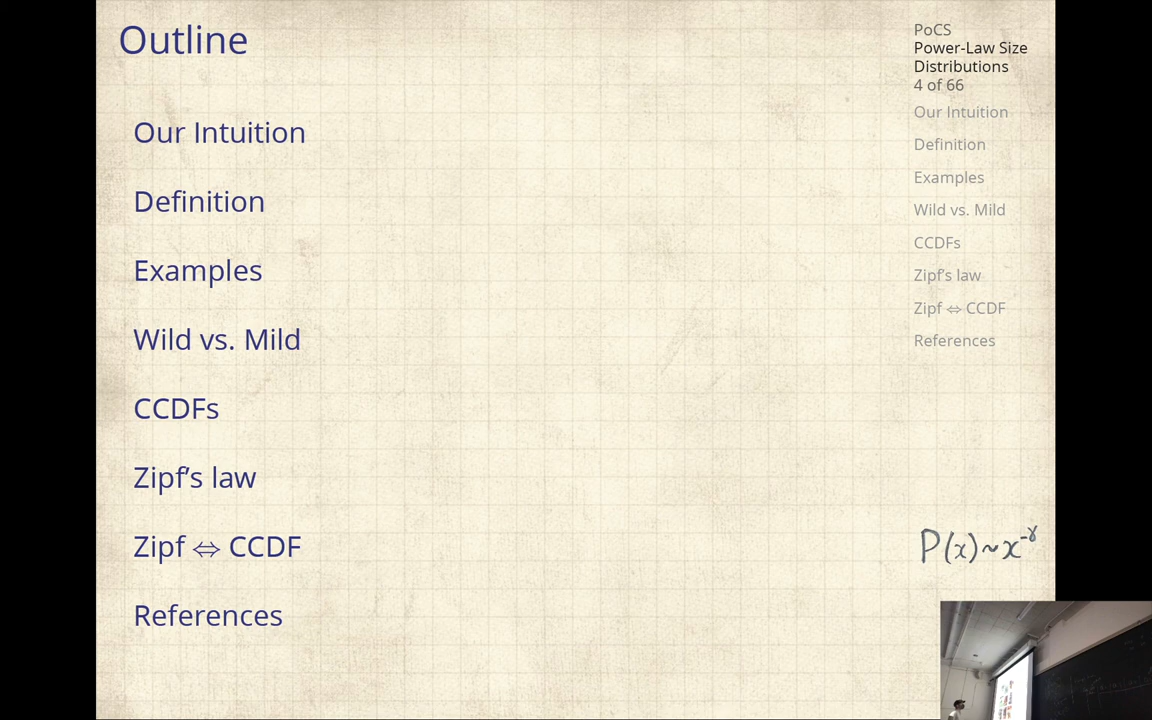 Outline
Our Intuition
Definition
Examples
Wild vs. Mild
CCDFs
Zipf's law
Zipf ⇔ CCDF
References
PoCS
Power-Law Size
Distributions
4 of 66
Our Intuition
Definition
Examples
Wild vs. Mild
CCDFs
Zipf's law
Zipf ⇔ CCDF
References
P(x)~x^-γ